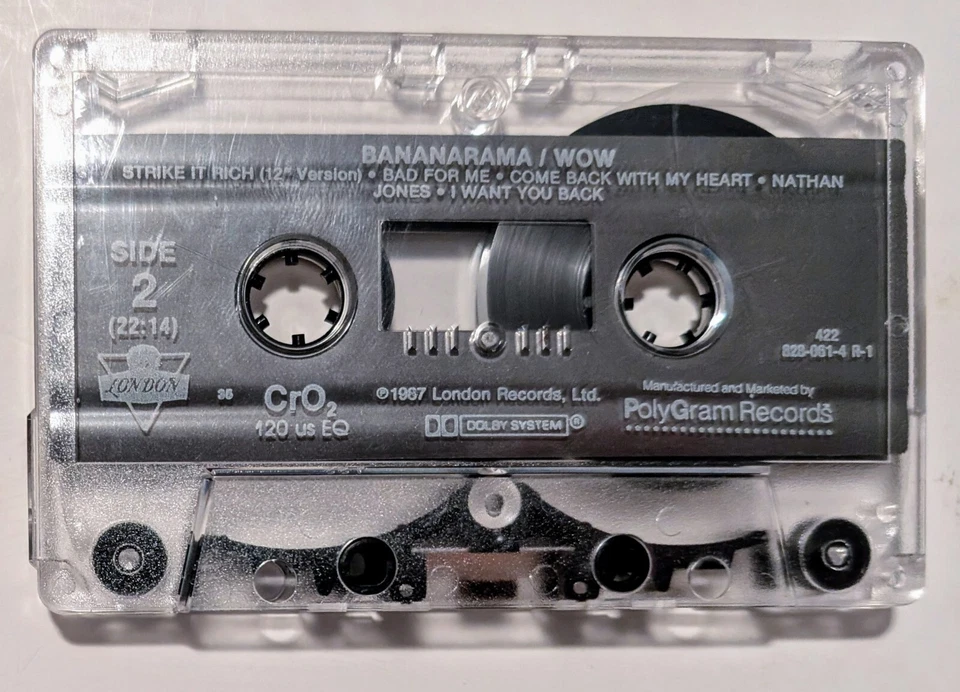 BANANARAMA / WOW
STRIKE IT RICH (12" Version) • BAD FOR ME • COME BACK WITH MY HEART • NATHAN
JONES • I WANT YOU BACK
SIDE
2
(22:14)
LONDON
36
CrO2
120 us EQ
℗1987 London Records, Ltd.
DOLBY SYSTEM®
422
828-061-4 R-1
Manufactured and Marketed by
PolyGram Records